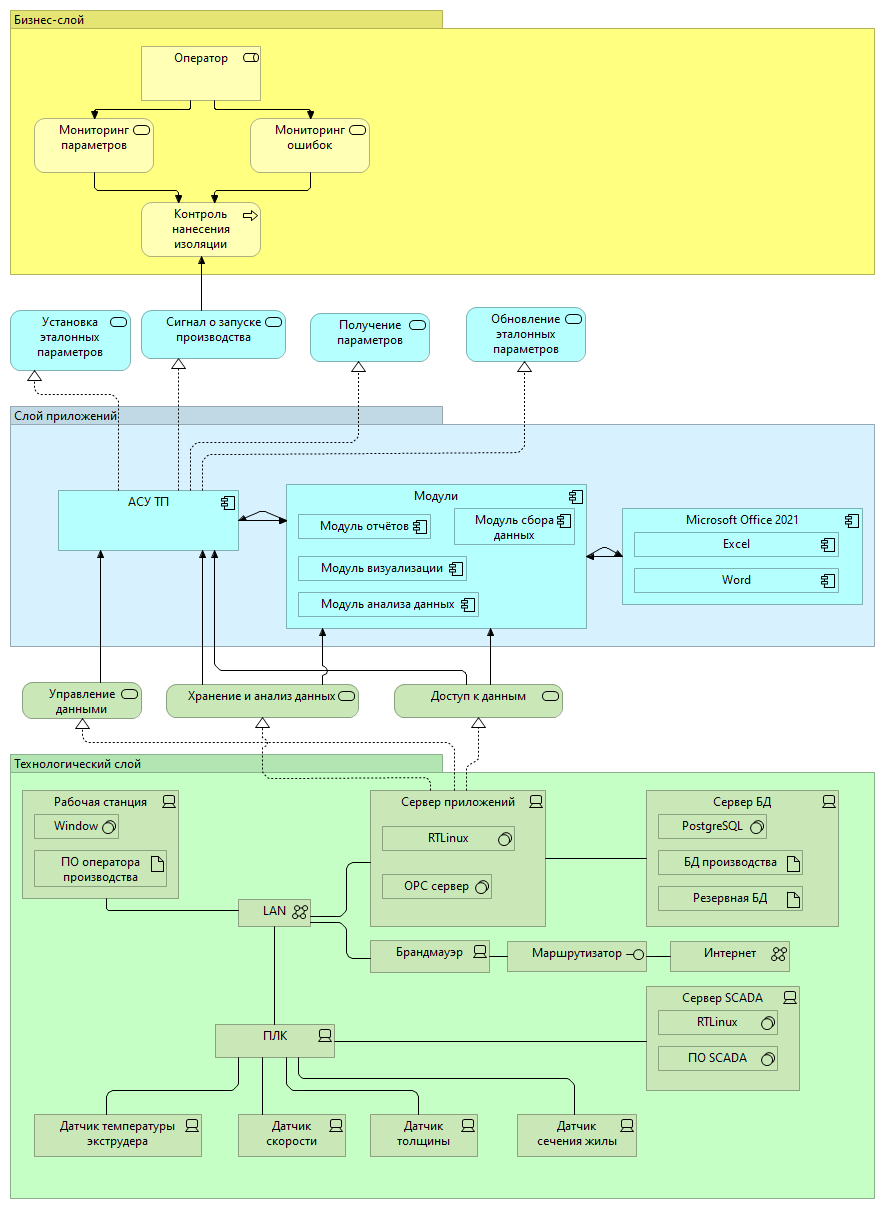 Бизнес-слой
Оператор
Мониторинг
параметров
Мониторинг
ошибок
Контроль
нанесения
изоляции
Установка
эталонных
параметров
Сигнал о запуске
производства
Получение
параметров
Обновление
эталонных
параметров
Слой приложений
АСУ ТП
Модули
Модуль отчётов
Модуль сбора
данных
Модуль визуализации
Модуль анализа данных
Microsoft Office 2021
Excel
Word
Управление
данными
Хранение и анализ данных
Доступ к данным
Технологический слой
Рабочая станция
Window
ПО оператора
производства
Сервер приложений
RTLinux
OPC сервер
Сервер БД
PostgreSQL
БД производства
Резервная БД
LAN
Брандмауэр
Маршрутизатор
Интернет
Сервер SCADA
RTLinux
ПО SCADA
ПЛК
Датчик температуры
экструдера
Датчик
скорости
Датчик
толщины
Датчик
сечения жилы